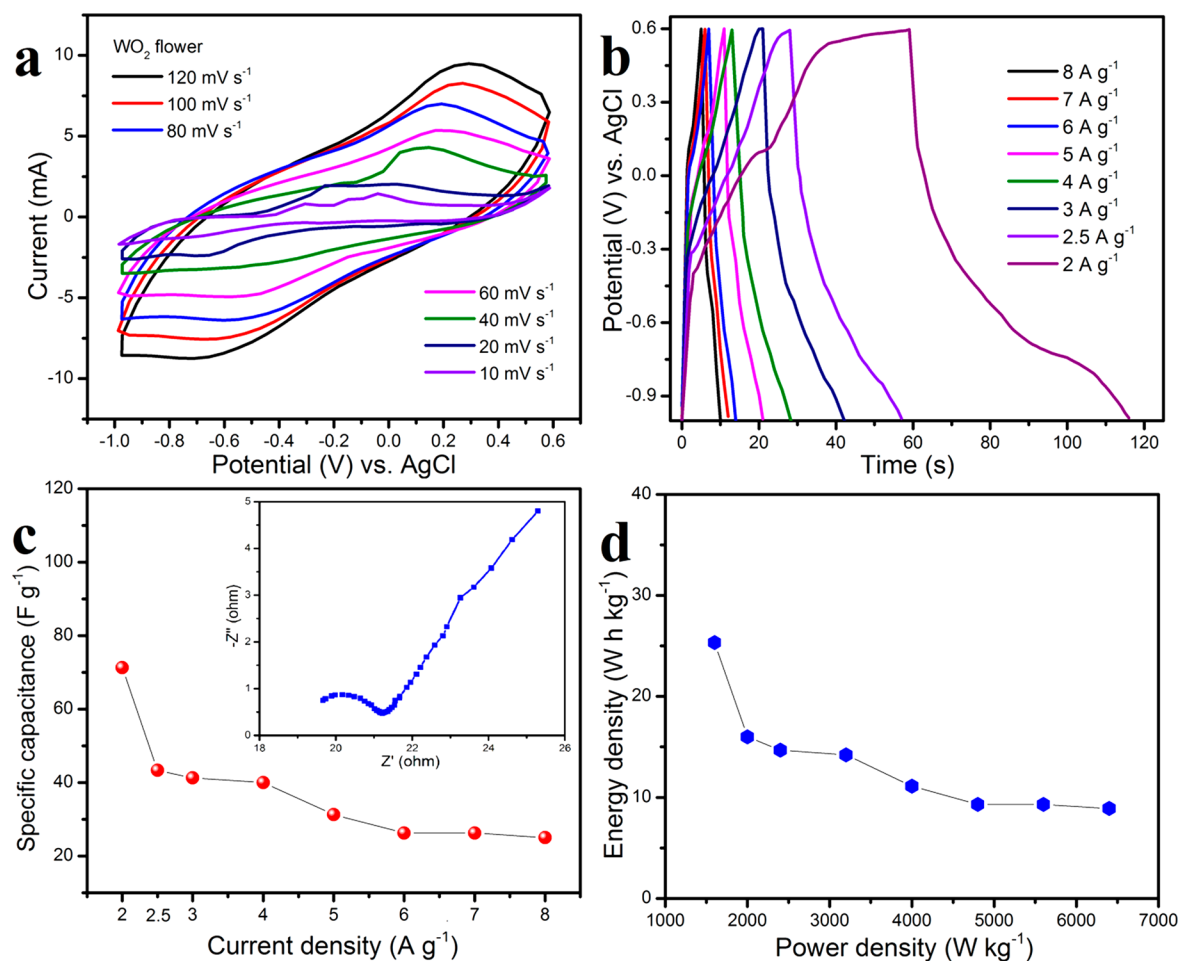 a
WO₂ flower
120 mV s⁻¹
100 mV s⁻¹
80 mV s⁻¹
60 mV s⁻¹
40 mV s⁻¹
20 mV s⁻¹
10 mV s⁻¹
10
5
0
-5
-10
Current (mA)
-1.0 -0.8 -0.6 -0.4 -0.2 0.0 0.2 0.4 0.6
Potential (V) vs. AgCl
b
8 A g⁻¹
7 A g⁻¹
6 A g⁻¹
5 A g⁻¹
4 A g⁻¹
3 A g⁻¹
2.5 A g⁻¹
2 A g⁻¹
0.6
0.3
0.0
-0.3
-0.6
-0.9
Potential (V) vs. AgCl
0 20 40 60 80 100 120
Time (s)
c
120
100
80
60
40
20
Specific capacitance (F g⁻¹)
2 2.5 3 4 5 6 7 8
Current density (A g⁻¹)
5
4
3
2
1
0
-Z'' (ohm)
18 20 22 24 26
Z' (ohm)
d
40
30
20
10
0
Energy density (W h kg⁻¹)
1000 2000 3000 4000 5000 6000 7000
Power density (W kg⁻¹)